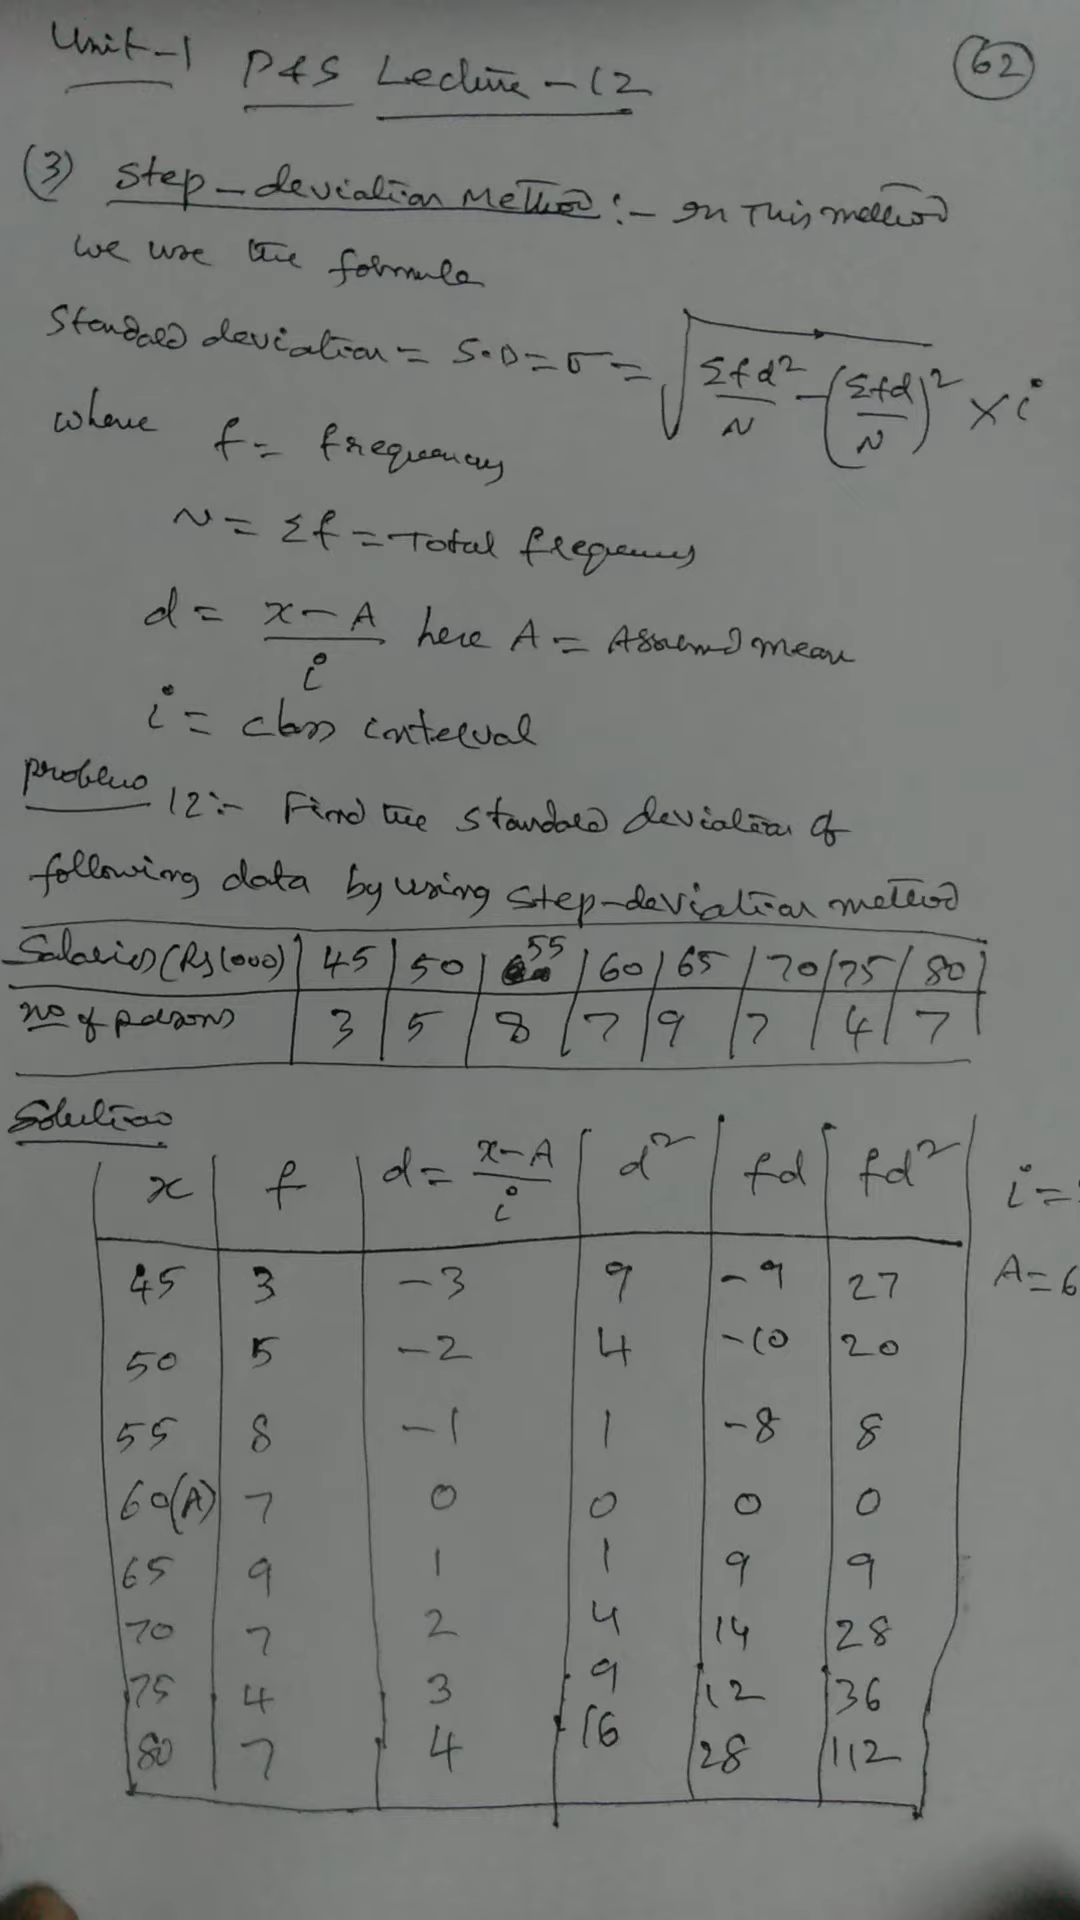 Unit-1 P&S Lecture-12 62
(3) Step-deviation Method:- In This method
we use the formula
Standard deviation = S.D = σ = √(Σfd²/N - (Σfd/N)²) × i
where f = frequency
N = Σf = Total frequency
d = (x-A)/i here A = Assumed mean
i = class interval
problem 12:- Find the standard deviation of
following data by using step-deviation method
Salaries (Rs 1000) 45 50 55 60 65 70 75 80
no of persons 3 5 8 7 9 7 4 7
Solution
x f d = (x-A)/i d² fd fd² i =
45 3 -3 9 -9 27 A = 6
50 5 -2 4 -10 20
55 8 -1 1 -8 8
60(A) 7 0 0 0 0
65 9 1 1 9 9
70 7 2 4 14 28
75 4 3 9 12 36
80 7 4 16 28 112